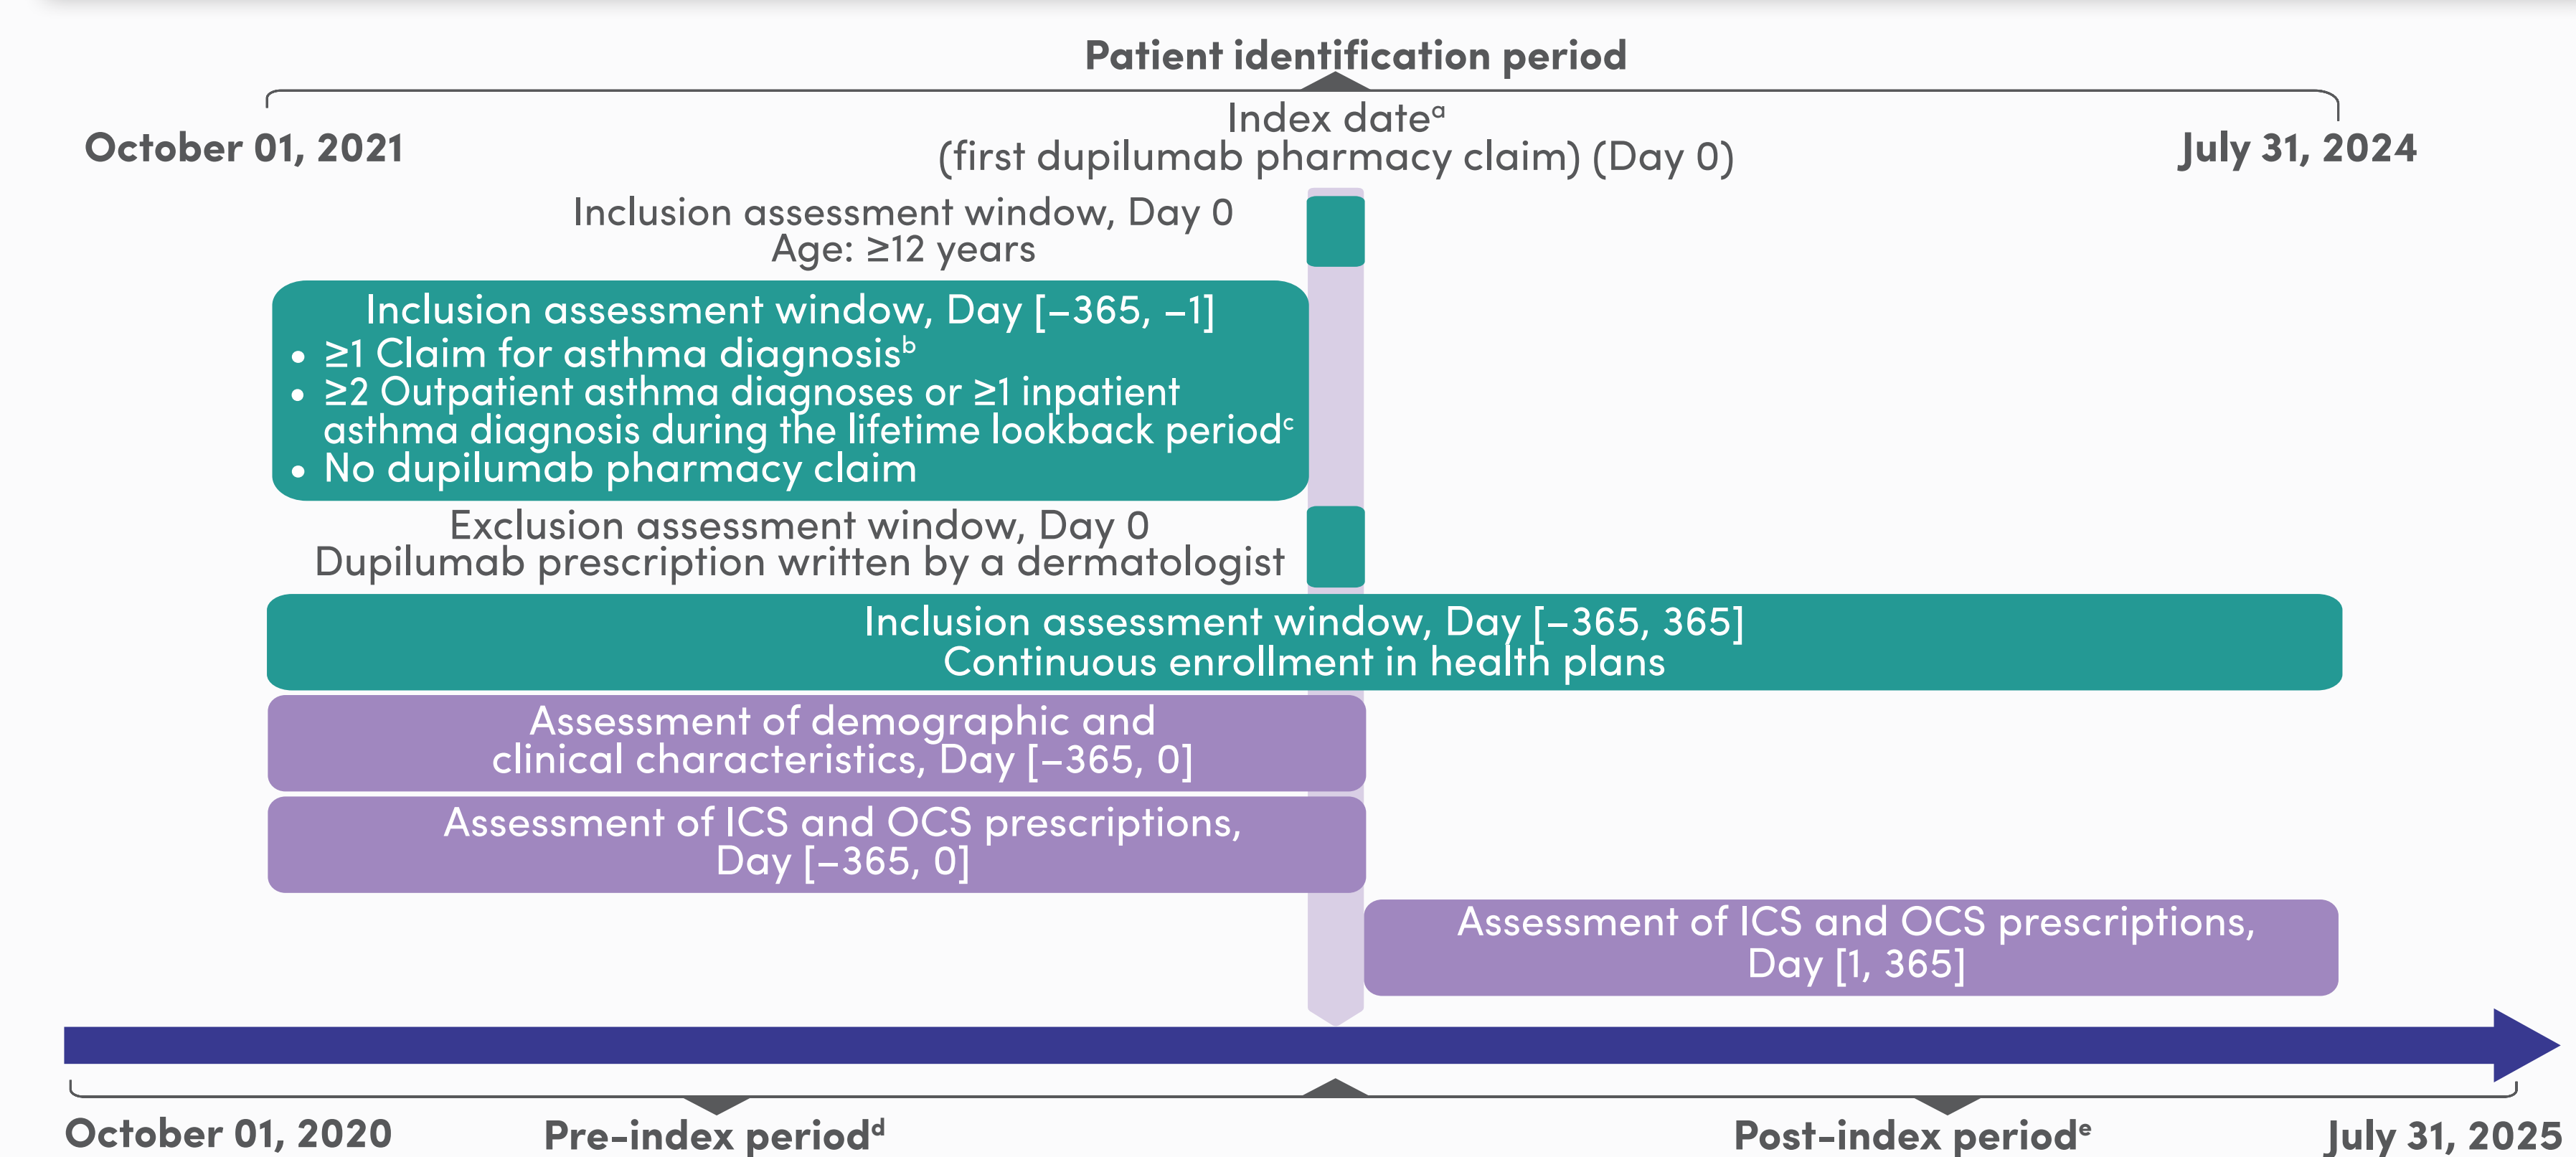 Patient identification period
October 01, 2021
Index dateᵃ
(first dupilumab pharmacy claim) (Day 0)
July 31, 2024
Inclusion assessment window, Day 0
Age: ≥12 years
Inclusion assessment window, Day [−365, −1]
• ≥1 Claim for asthma diagnosisᵇ
• ≥2 Outpatient asthma diagnoses or ≥1 inpatient
asthma diagnosis during the lifetime lookback periodᶜ
• No dupilumab pharmacy claim
Exclusion assessment window, Day 0
Dupilumab prescription written by a dermatologist
Inclusion assessment window, Day [−365, 365]
Continuous enrollment in health plans
Assessment of demographic and
clinical characteristics, Day [−365, 0]
Assessment of ICS and OCS prescriptions,
Day [−365, 0]
Assessment of ICS and OCS prescriptions,
Day [1, 365]
October 01, 2020
Pre-index periodᵈ
Post-index periodᵉ
July 31, 2025